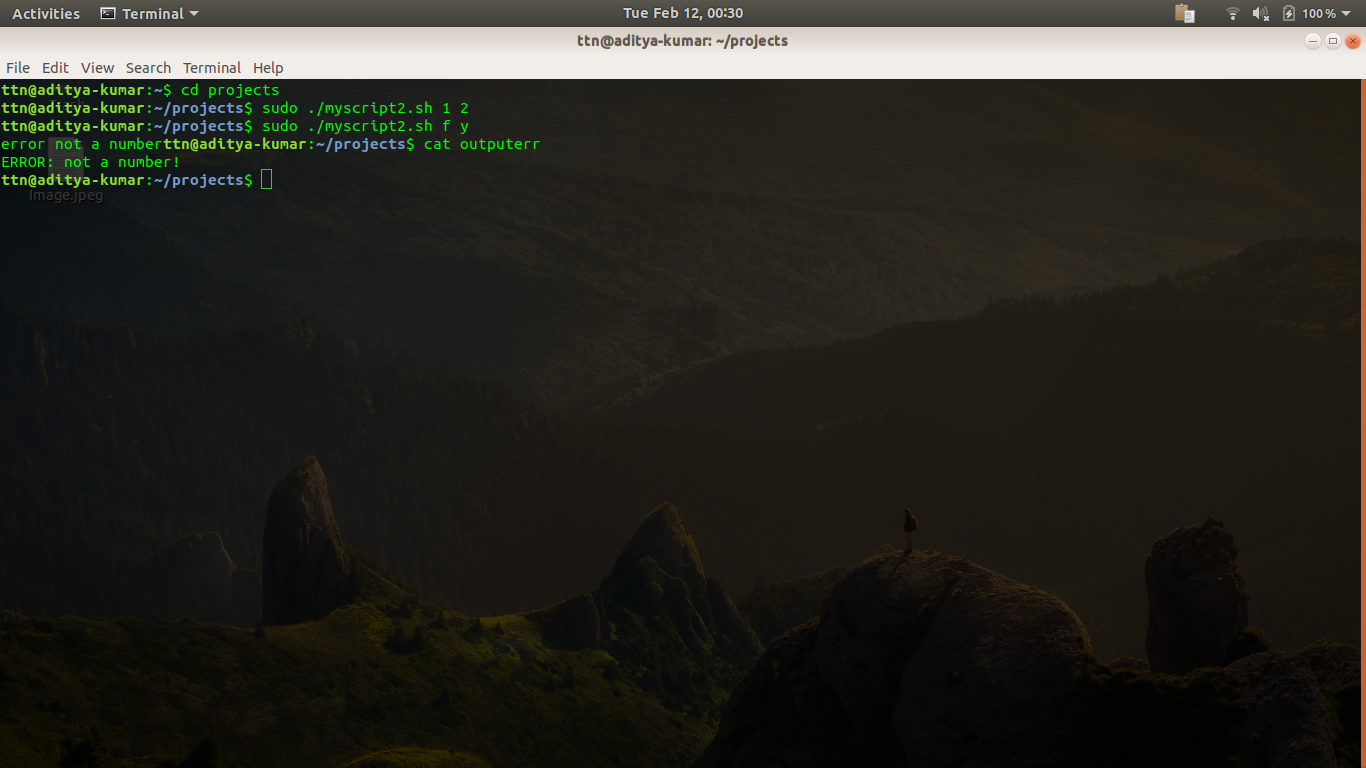 Activities Terminal Tue Feb 12, 00:30 100 %
ttn@aditya-kumar: ~/projects
File Edit View Search Terminal Help
ttn@aditya-kumar:~$ cd projects
ttn@aditya-kumar:~/projects$ sudo ./myscript2.sh 1 2
ttn@aditya-kumar:~/projects$ sudo ./myscript2.sh f y
error not a numberttn@aditya-kumar:~/projects$ cat outputerr
ERROR: not a number!
ttn@aditya-kumar:~/projects$
Image.jpeg